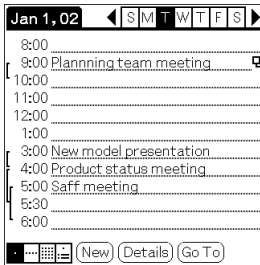 Jan 1, 02 S M T W T F S
8:00
9:00 Plannning team meeting
10:00
11:00
12:00
1:00
3:00 New model presentation
4:00 Product status meeting
5:00 Saff meeting
5:30
6:00
New Details Go To